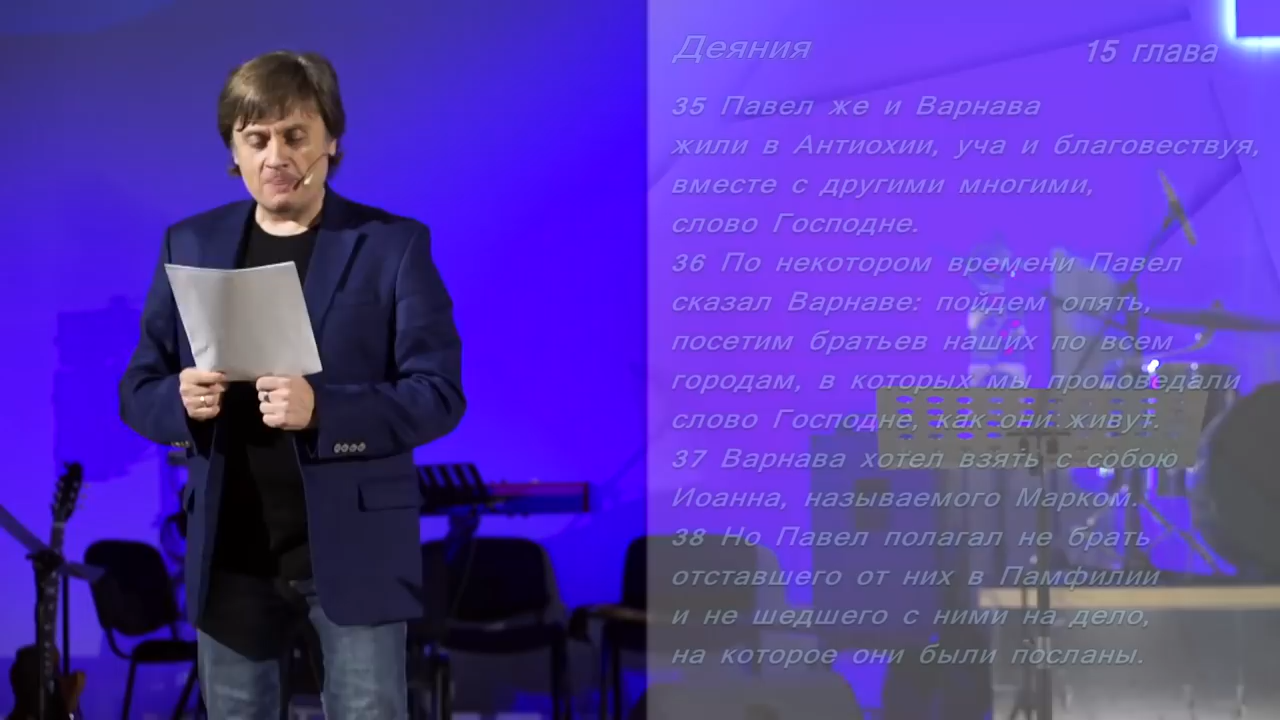 Деяния 15 глава
35 Павел же и Варнава
жили в Антиохии, уча и благовествуя,
вместе с другими многими,
слово Господне.
36 По некотором времени Павел
сказал Варнаве: пойдем опять,
посетим братьев наших по всем
городам, в которых мы проповедали
слово Господне, как они живут.
37 Варнава хотел взять с собою
Иоанна, называемого Марком.
38 Но Павел полагал не брать
отставшего от них в Памфилии
и не шедшего с ними на дело,
на которое они были посланы.